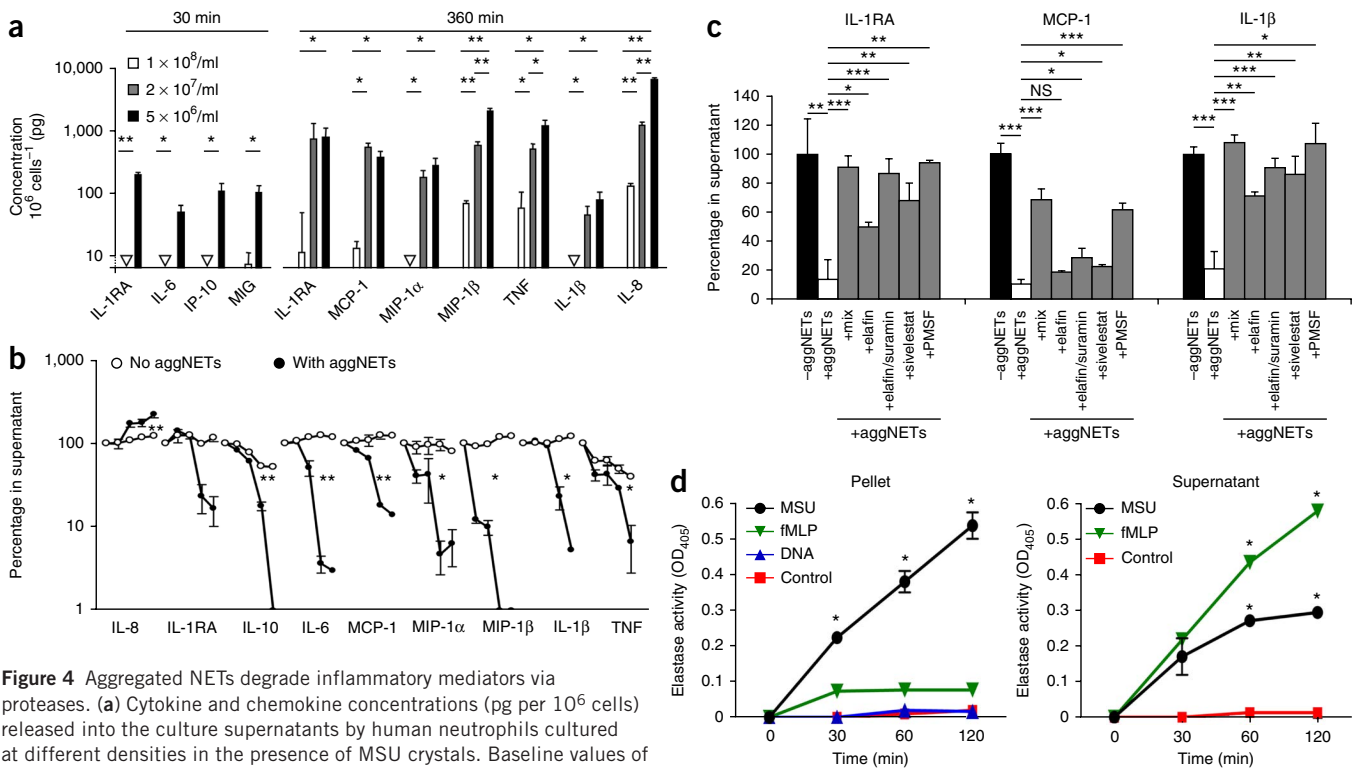 a
30 min
360 min
1 × 10⁸/ml
2 × 10⁷/ml
5 × 10⁶/ml
Concentration
10⁶ cells⁻¹ (pg)
10,000
1,000
100
10
** * * *
* * * ** * * **
** * **
* * ** * * **
IL-1RA
IL-6
IP-10
MIG
IL-1RA
MCP-1
MIP-1α
MIP-1β
TNF
IL-1β
IL-8
b
No aggNETs
With aggNETs
Percentage in supernatant
1,000
100
10
1
**
**
**
**
*
*
*
*
IL-8
IL-1RA
IL-10
IL-6
MCP-1
MIP-1α
MIP-1β
IL-1β
TNF
Figure 4 Aggregated NETs degrade inflammatory mediators via
proteases. (a) Cytokine and chemokine concentrations (pg per 10⁶ cells)
released into the culture supernatants by human neutrophils cultured
at different densities in the presence of MSU crystals. Baseline values of
c
Percentage in supernatant
140
120
100
80
60
40
20
0
IL-1RA
**
**
***
*
** ***
–aggNETs
+aggNETs
+mix
+elafin
+elafin/suramin
+sivelestat
+PMSF
+aggNETs
MCP-1
***
*
*
NS
*** ***
–aggNETs
+aggNETs
+mix
+elafin
+elafin/suramin
+sivelestat
+PMSF
+aggNETs
IL-1β
*
**
***
**
*** ***
–aggNETs
+aggNETs
+mix
+elafin
+elafin/suramin
+sivelestat
+PMSF
+aggNETs
d
Pellet
MSU
fMLP
DNA
Control
Elastase activity (OD₄₀₅)
0.6
0.5
0.4
0.3
0.2
0.1
0
* * *
0 30 60 120
Time (min)
Supernatant
MSU
fMLP
Control
Elastase activity (OD₄₀₅)
0.6
0.5
0.4
0.3
0.2
0.1
0
* *
* *
0 30 60 120
Time (min)